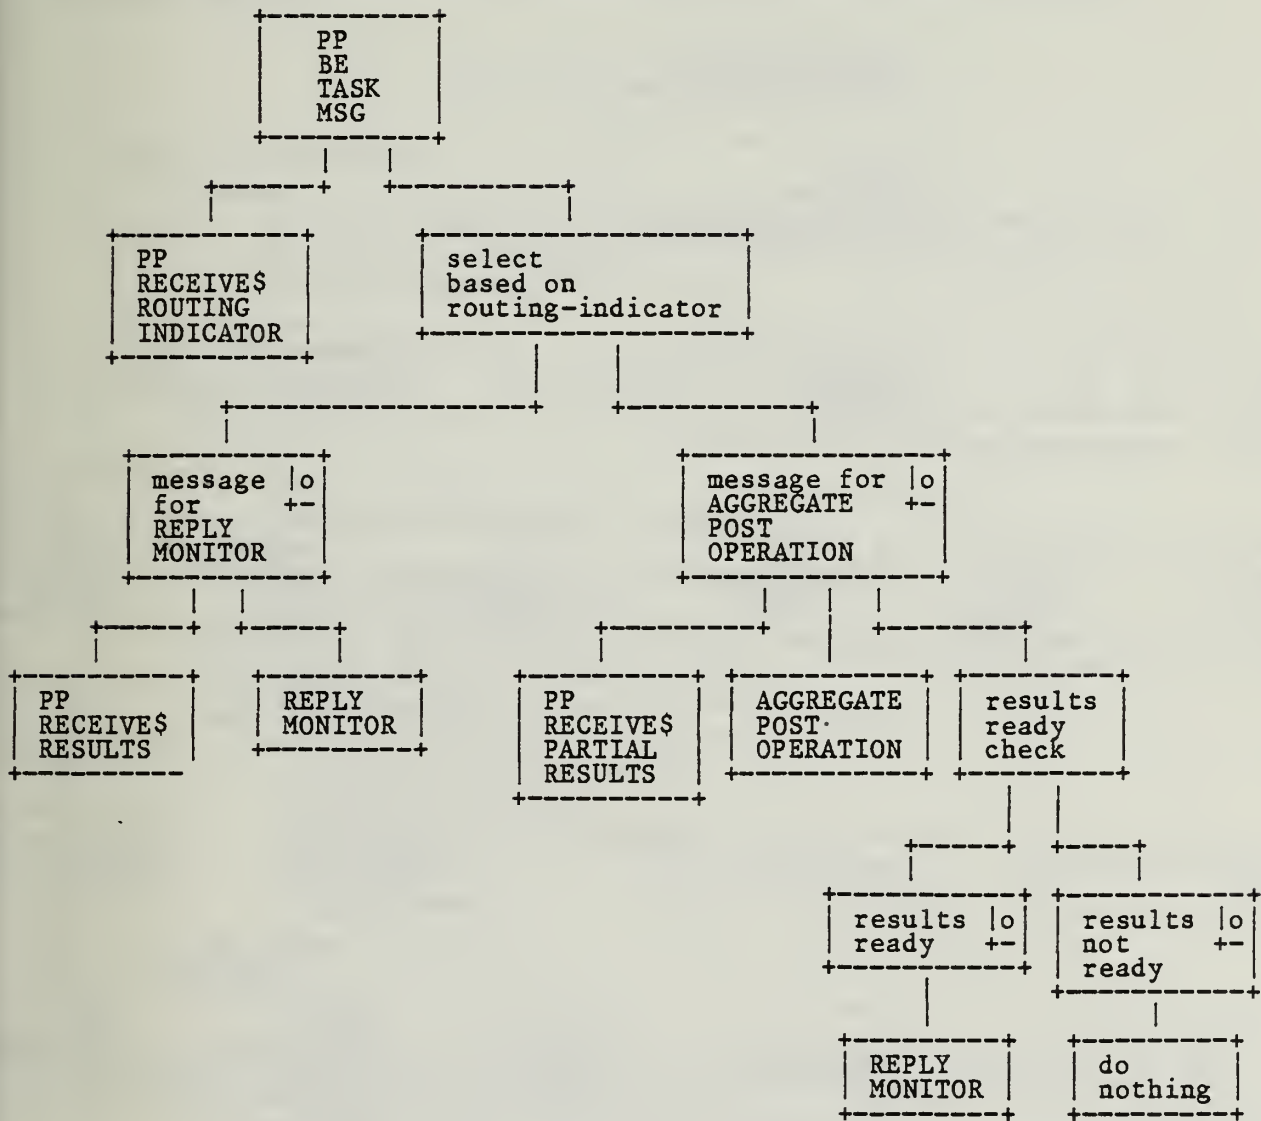 PP
BE
TASK
MSG
PP
RECEIVE$
ROUTING
INDICATOR
select
based on
routing-indicator
message |o
for +-
REPLY
MONITOR
message for |o
AGGREGATE +-
POST
OPERATION
PP
RECEIVE$
RESULTS
REPLY
MONITOR
PP
RECEIVE$
PARTIAL
RESULTS
AGGREGATE
POST
OPERATION
results
ready
check
results |o
ready +-
results |o
not +-
ready
REPLY
MONITOR
do
nothing